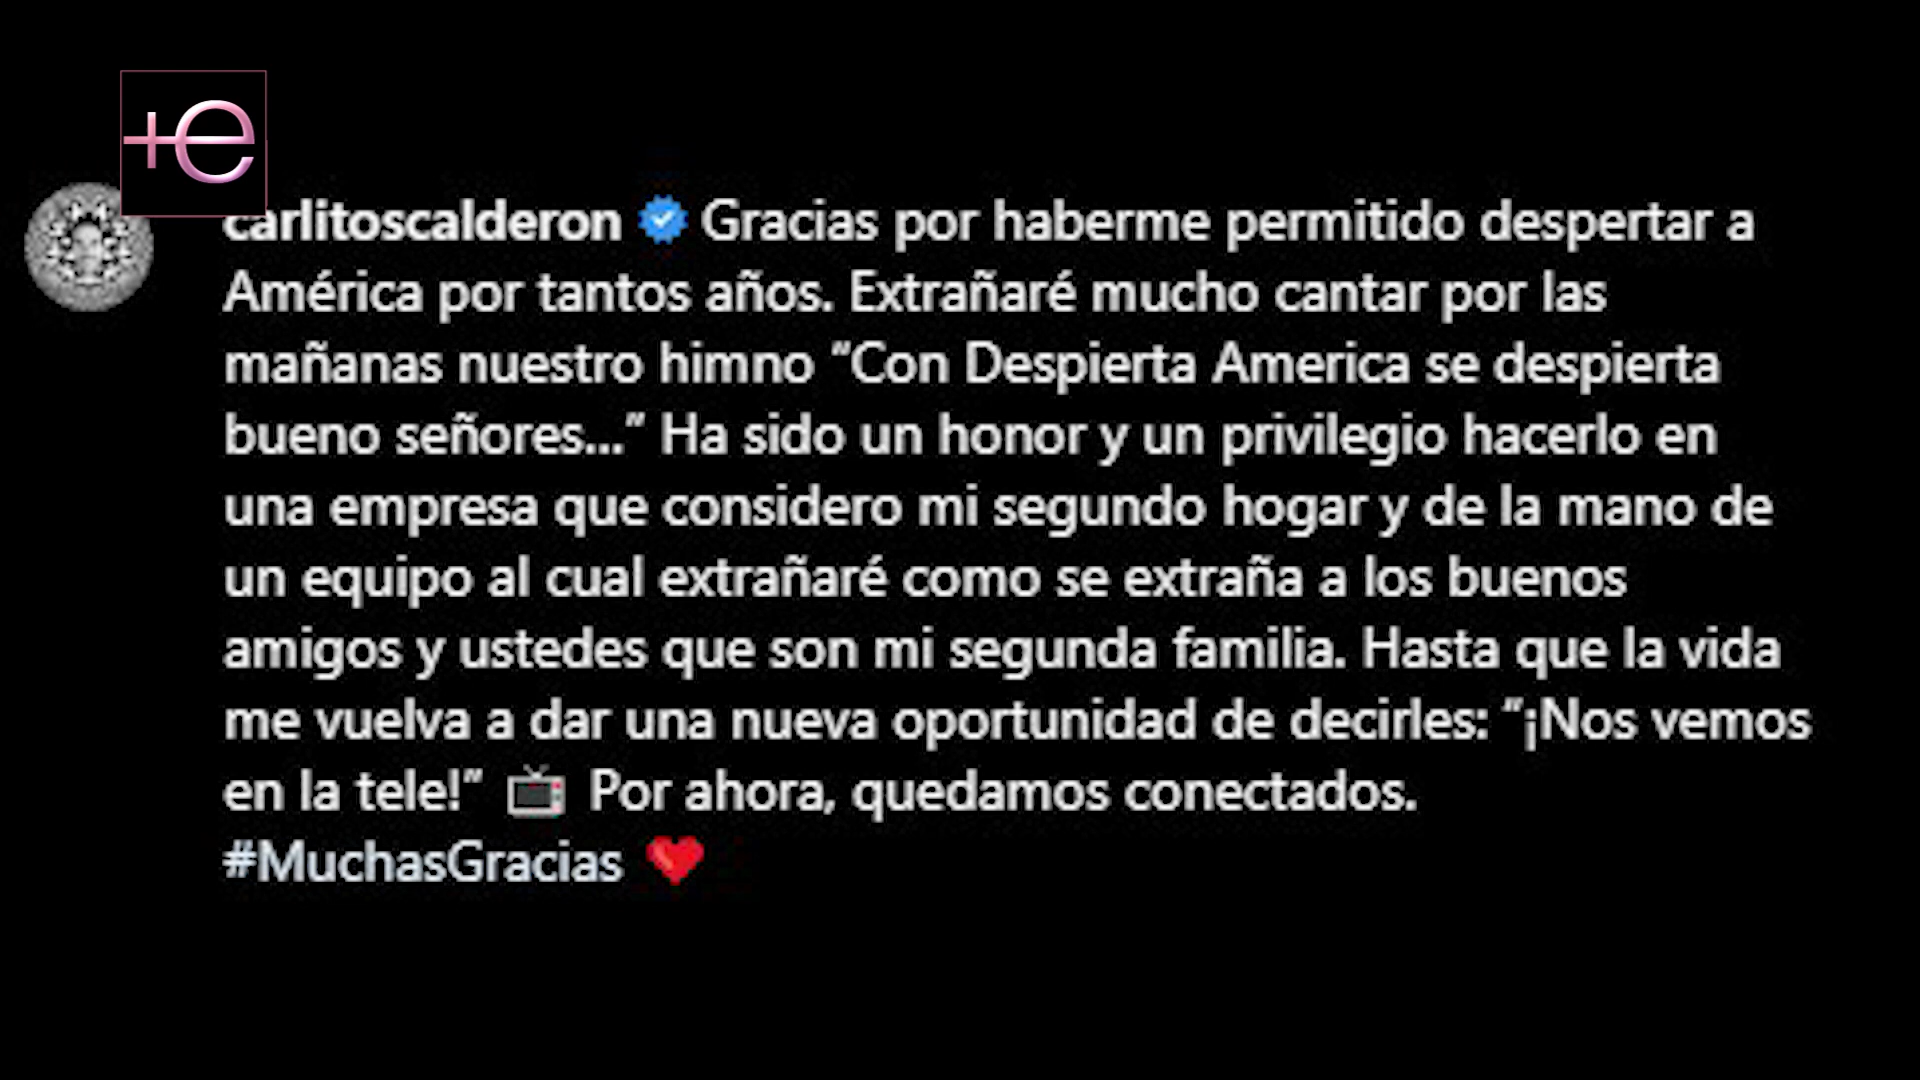 +e
carlitoscalderon Gracias por haberme permitido despertar a
América por tantos años. Extrañaré mucho cantar por las
mañanas nuestro himno “Con Despierta America se despierta
bueno señores...” Ha sido un honor y un privilegio hacerlo en
una empresa que considero mi segundo hogar y de la mano de
un equipo al cual extrañaré como se extraña a los buenos
amigos y ustedes que son mi segunda familia. Hasta que la vida
me vuelva a dar una nueva oportunidad de decirles: “¡Nos vemos
en la tele!” 📺 Por ahora, quedamos conectados.
#MuchasGracias ❤️